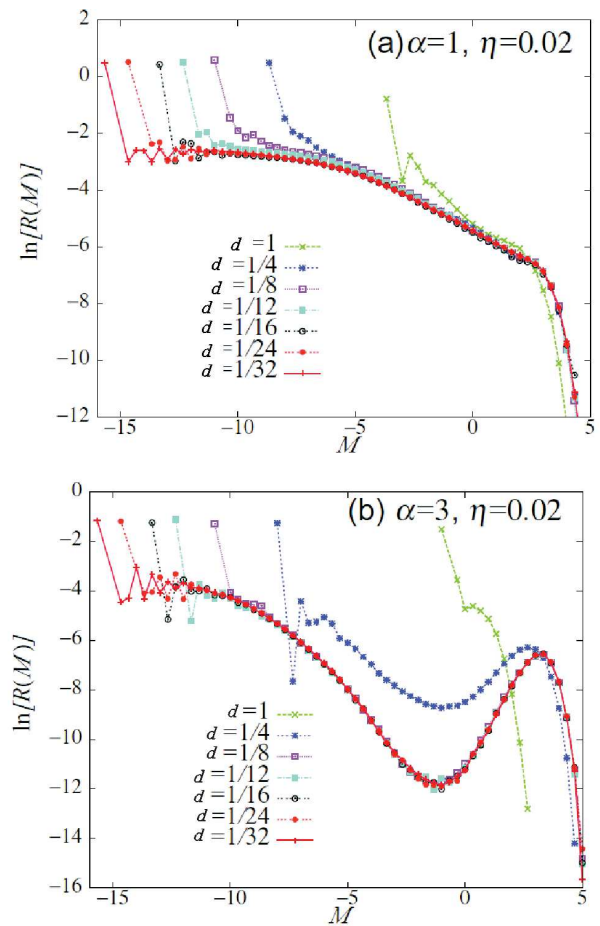 (a) α=1, η=0.02
2
0
−2
−4
−6
−8
−10
−12
ln[R(M)]
d =1
d =1/4
d =1/8
d =1/12
d =1/16
d =1/24
d =1/32
−15 −10 −5 0 5
M
(b) α=3, η=0.02
0
−2
−4
−6
−8
−10
−12
−14
−16
ln[R(M)]
d =1
d =1/4
d =1/8
d =1/12
d =1/16
d =1/24
d =1/32
−15 −10 −5 0 5
M